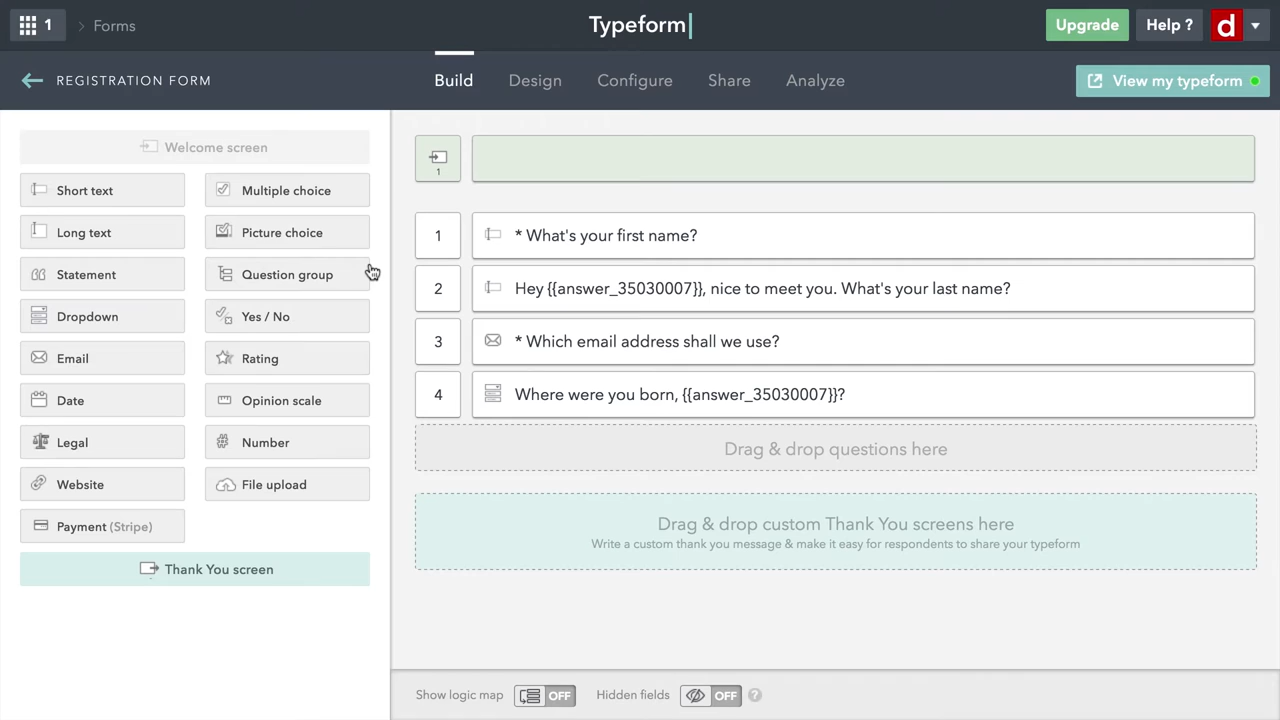 1 Forms Typeform Upgrade Help ? d
REGISTRATION FORM Build Design Configure Share Analyze View my typeform
Welcome screen
Short text Multiple choice
Long text Picture choice
Statement Question group
Dropdown Yes / No
Email Rating
Date Opinion scale
Legal Number
Website File upload
Payment (Stripe)
Thank You screen
1
1 * What's your first name?
2 Hey {{answer_35030007}}, nice to meet you. What's your last name?
3 * Which email address shall we use?
4 Where were you born, {{answer_35030007}}?
Drag & drop questions here
Drag & drop custom Thank You screens here
Write a custom thank you message & make it easy for respondents to share your typeform
Show logic map OFF Hidden fields OFF ?